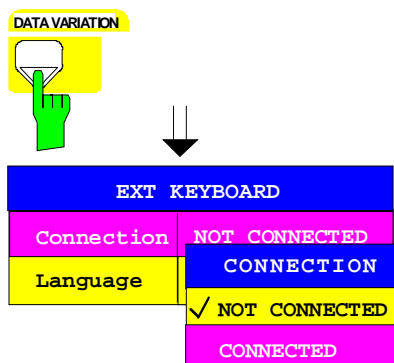 DATA VARIATION
EXT KEYBOARD
Connection NOT CONNECTED
CONNECTION
Language
✓ NOT CONNECTED
CONNECTED